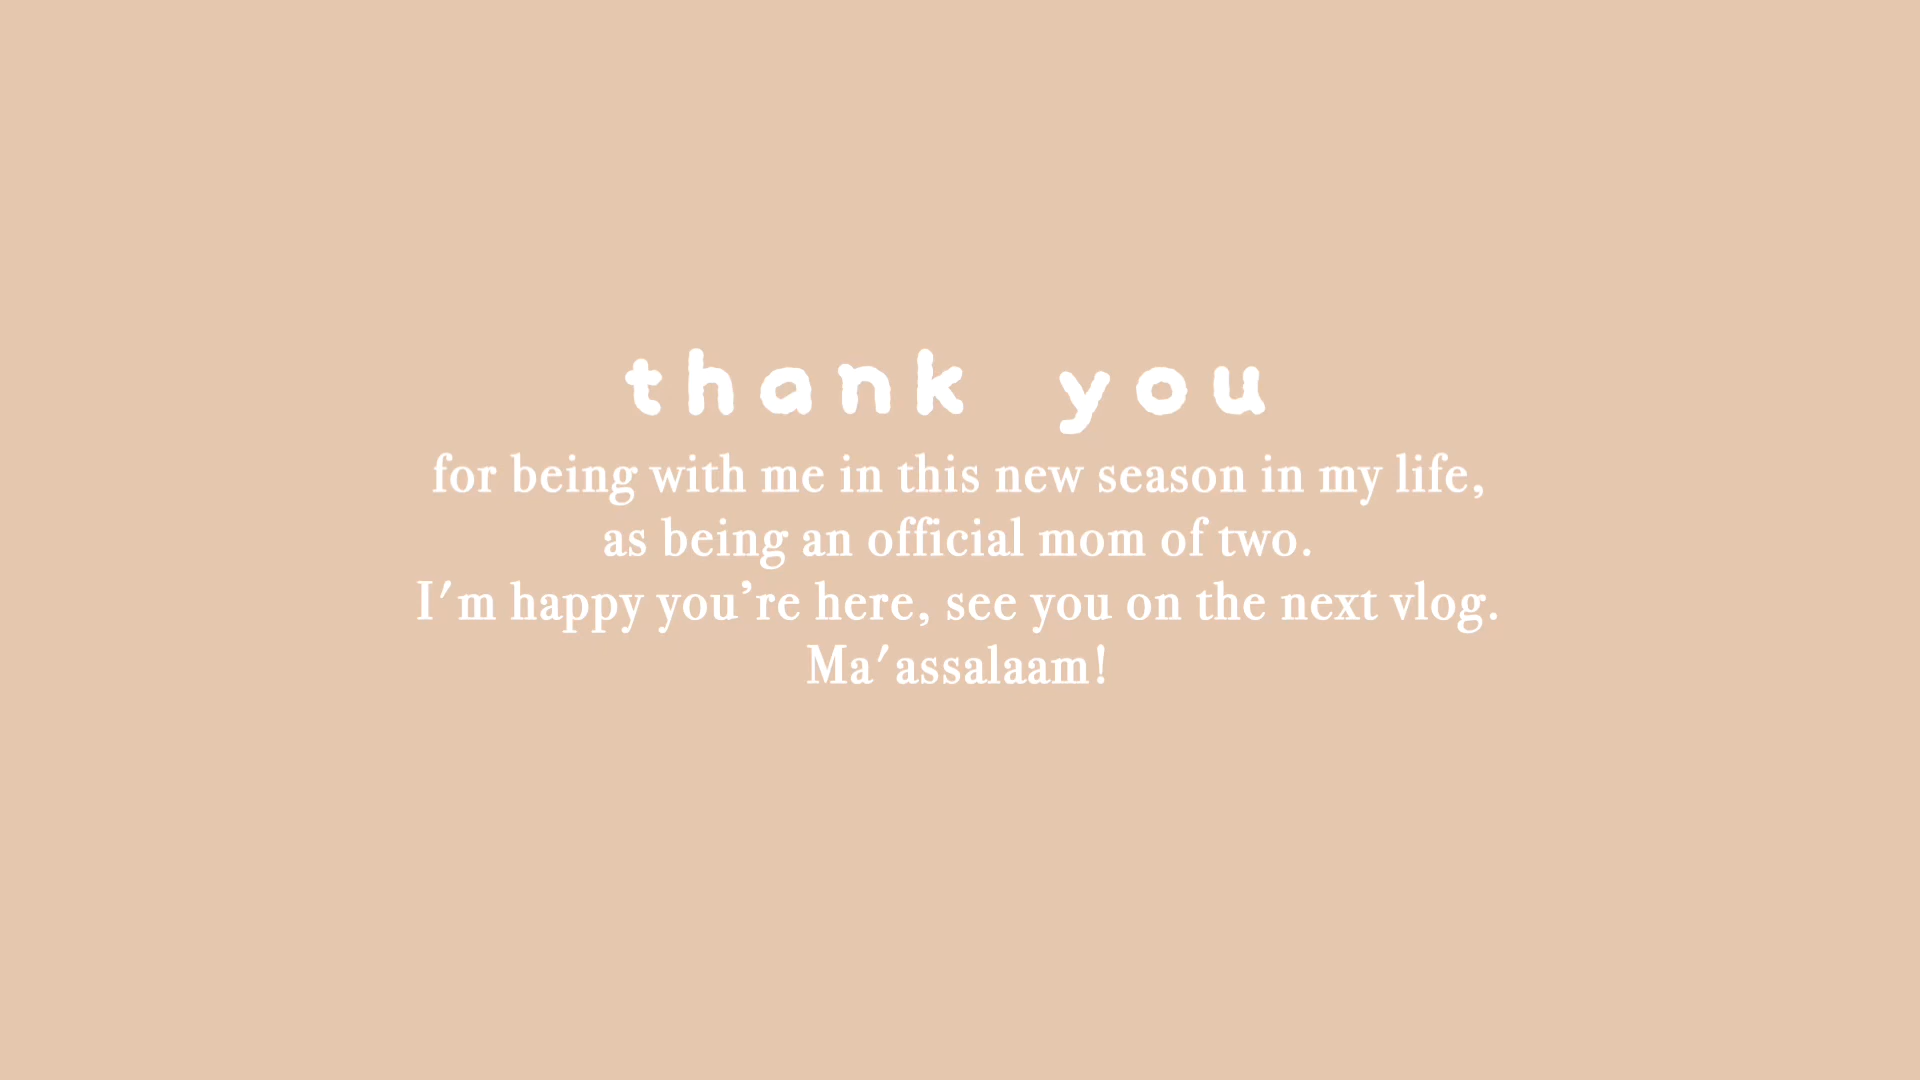 thank you
for being with me in this new season in my life,
as being an official mom of two.
I'm happy you’re here, see you on the next vlog.
Ma'assalaam!